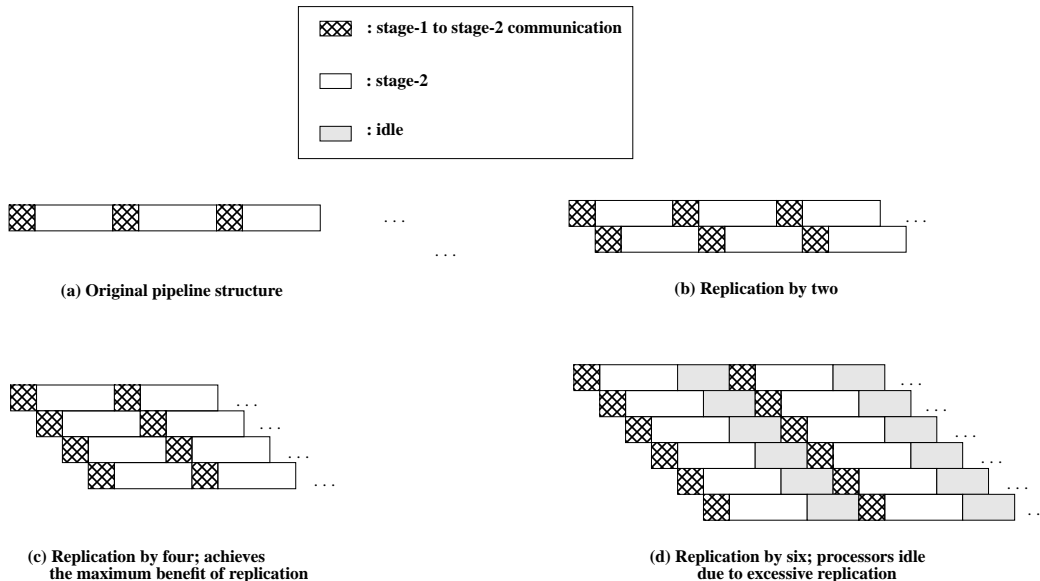 : stage-1 to stage-2 communication
: stage-2
: idle
. . .
. . .
. . .
(a) Original pipeline structure
(b) Replication by two
. . .
. . .
. . .
. . .
. . .
. . .
. . .
. . .
. . .
. .
(c) Replication by four; achieves
the maximum benefit of replication
(d) Replication by six; processors idle
due to excessive replication